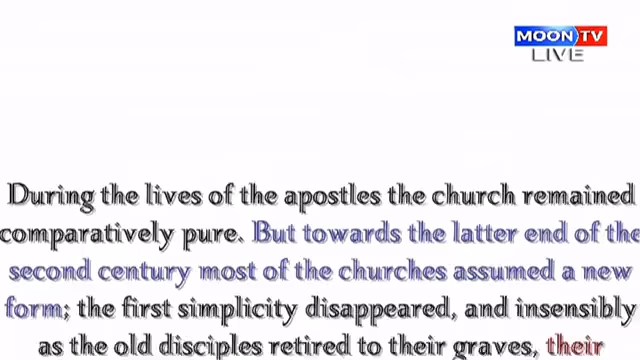 MOON TV
LIVE
During the lives of the apostles the church remained
comparatively pure. But towards the latter end of the
second century most of the churches assumed a new
form; the first simplicity disappeared, and insensibly
as the old disciples retired to their graves, their